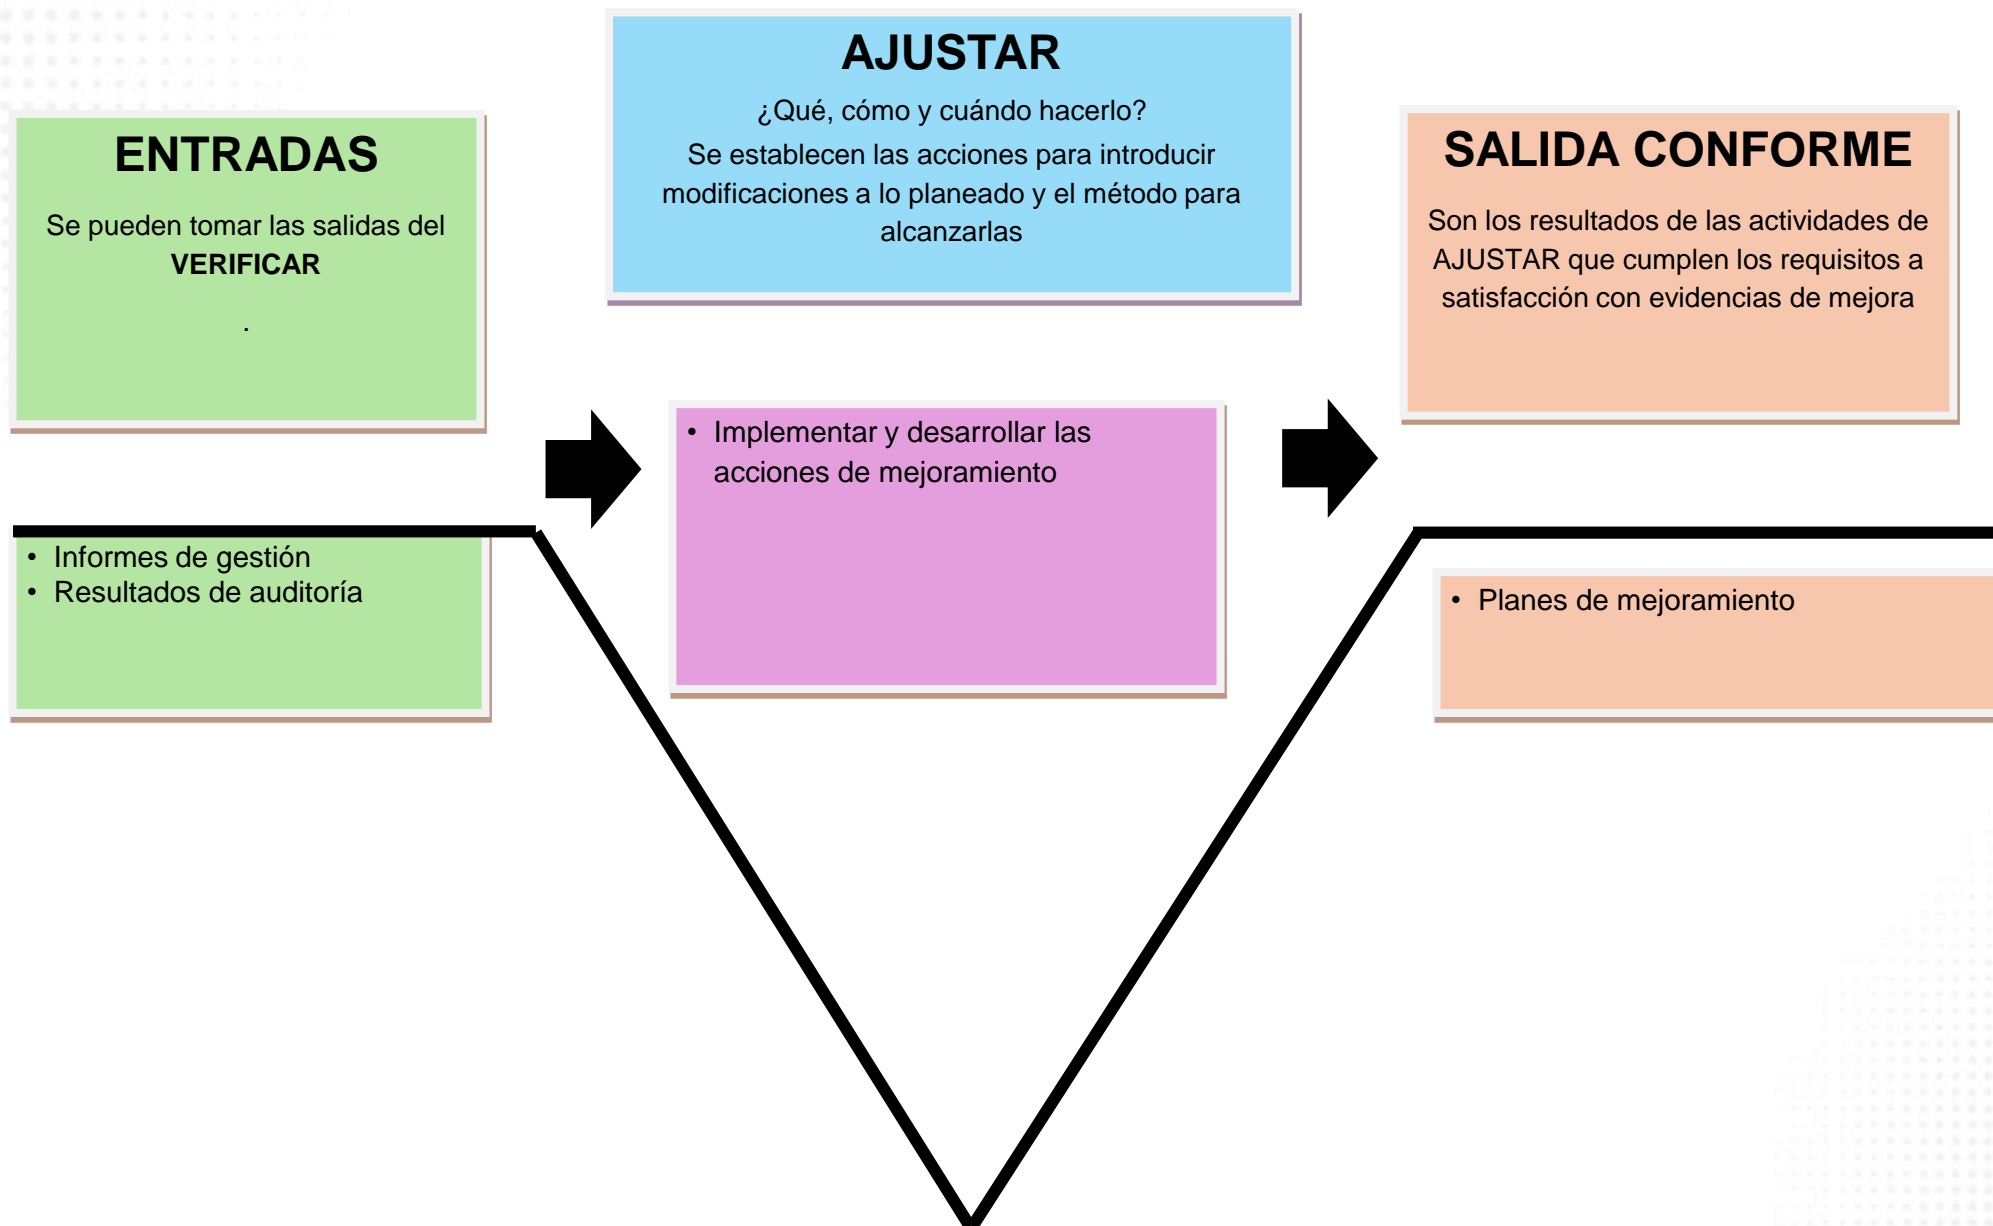 ENTRADAS
Se pueden tomar las salidas del
VERIFICAR
.
AJUSTAR
¿Qué, cómo y cuándo hacerlo?
Se establecen las acciones para introducir
modificaciones a lo planeado y el método para
alcanzarlas
SALIDA CONFORME
Son los resultados de las actividades de
AJUSTAR que cumplen los requisitos a
satisfacción con evidencias de mejora
• Informes de gestión
• Resultados de auditoría
• Implementar y desarrollar las
acciones de mejoramiento
• Planes de mejoramiento